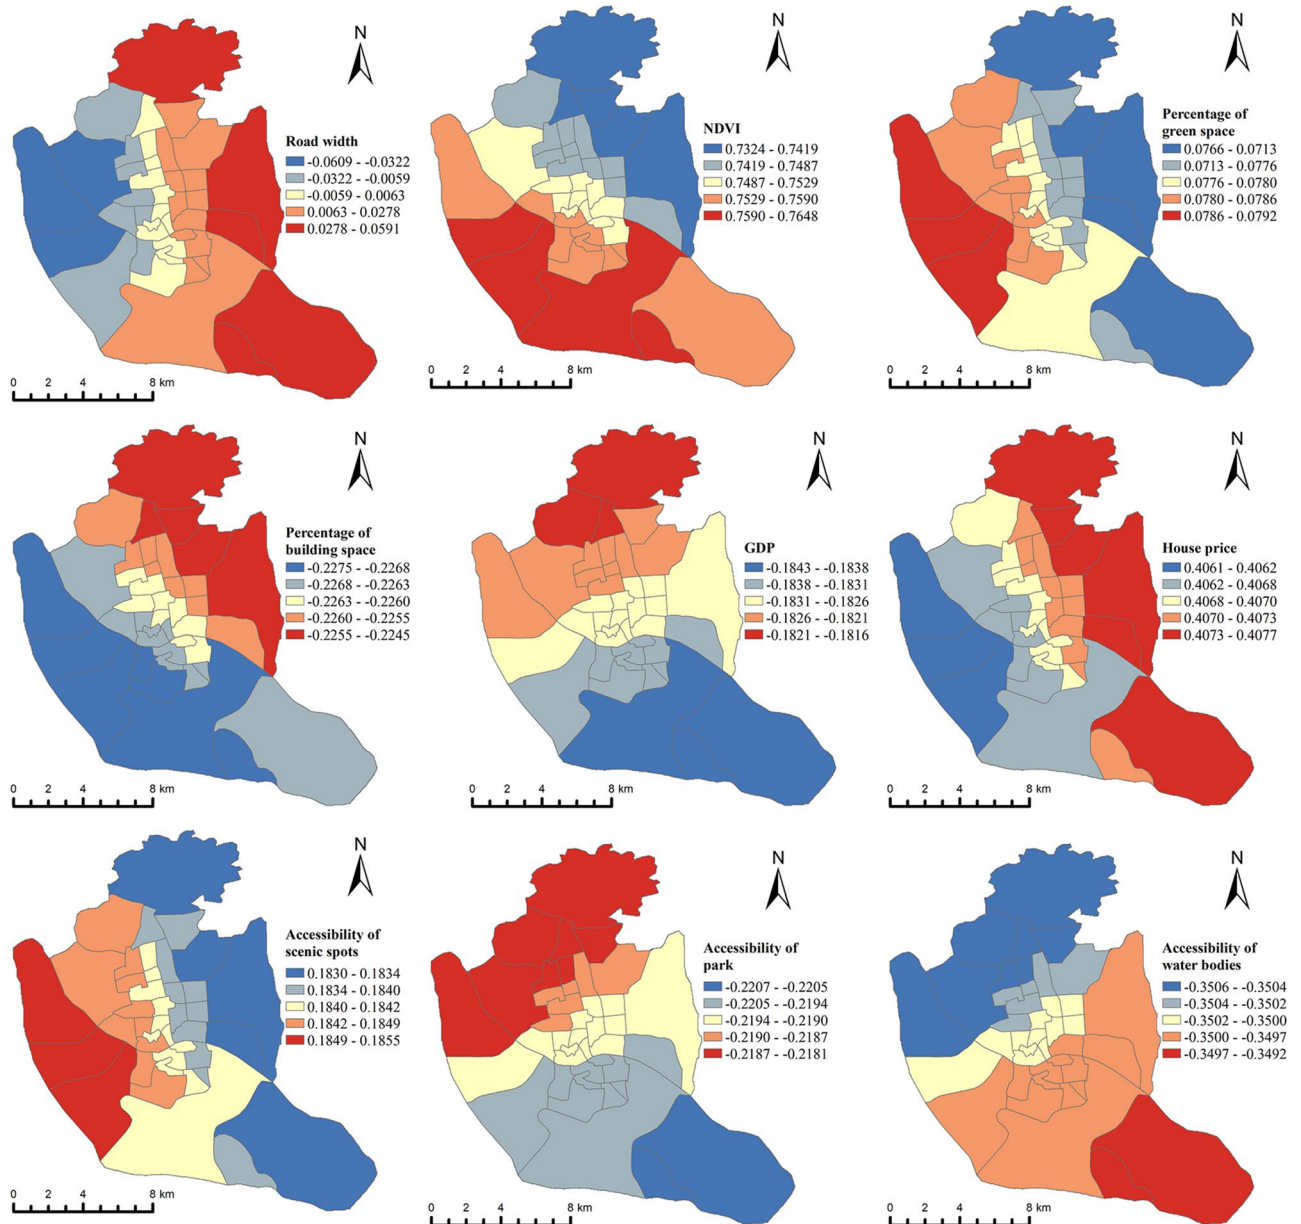 N
Road width
-0.0609 - -0.0322
-0.0322 - -0.0059
-0.0059 - 0.0063
0.0063 - 0.0278
0.0278 - 0.0591
0 2 4 8 km
N
NDVI
0.7324 - 0.7419
0.7419 - 0.7487
0.7487 - 0.7529
0.7529 - 0.7590
0.7590 - 0.7648
0 2 4 8 km
N
Percentage of
green space
0.0766 - 0.0713
0.0713 - 0.0776
0.0776 - 0.0780
0.0780 - 0.0786
0.0786 - 0.0792
0 2 4 8 km
N
Percentage of
building space
-0.2275 - -0.2268
-0.2268 - -0.2263
-0.2263 - -0.2260
-0.2260 - -0.2255
-0.2255 - -0.2245
0 2 4 8 km
N
GDP
-0.1843 - -0.1838
-0.1838 - -0.1831
-0.1831 - -0.1826
-0.1826 - -0.1821
-0.1821 - -0.1816
0 2 4 8 km
N
House price
0.4061 - 0.4062
0.4062 - 0.4068
0.4068 - 0.4070
0.4070 - 0.4073
0.4073 - 0.4077
0 2 4 8 km
N
Accessibility of
scenic spots
0.1830 - 0.1834
0.1834 - 0.1840
0.1840 - 0.1842
0.1842 - 0.1849
0.1849 - 0.1855
0 2 4 8 km
N
Accessibility of
park
-0.2207 - -0.2205
-0.2205 - -0.2194
-0.2194 - -0.2190
-0.2190 - -0.2187
-0.2187 - -0.2181
0 2 4 8 km
N
Accessibility of
water bodies
-0.3506 - -0.3504
-0.3504 - -0.3502
-0.3502 - -0.3500
-0.3500 - -0.3497
-0.3497 - -0.3492
0 2 4 8 km